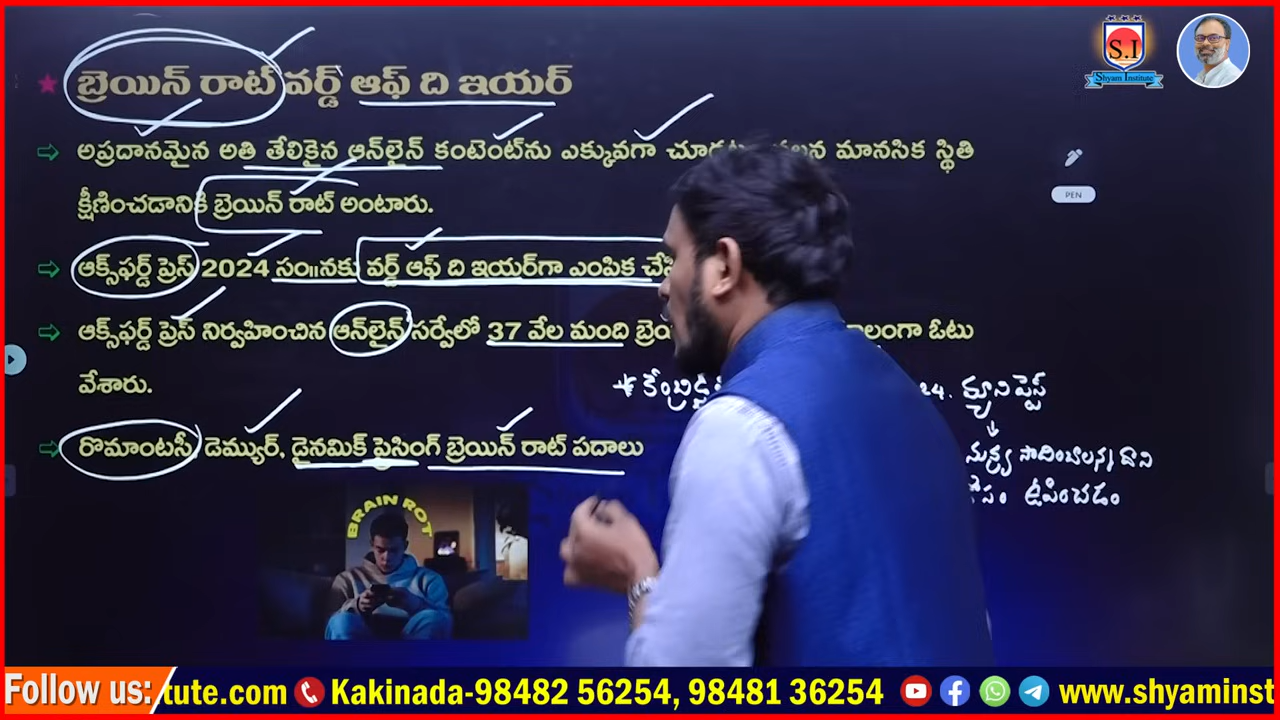 S.I
Shyam Institute
బ్రెయిన్ రాట్ వర్డ్ ఆఫ్ ది ఇయర్
అప్రదానమైన అతి తేలికైన ఆన్‌లైన్ కంటెంట్‌ను ఎక్కువగా మానసిక స్థితి
క్షీణించడానికి బ్రెయిన్ రాట్ అంటారు.
PEN
ఆక్స్‌ఫర్డ్ ప్రెస్ 2024 సం॥నకు వర్డ్ ఆఫ్ ది ఇయర్‌గా ఎంపిక
ఆక్స్‌ఫర్డ్ ప్రెస్ నిర్వహించిన ఆన్‌లైన్ సర్వేలో 37 వేల మంది ఓటు
వేశారు.
రొమాంటసీ, డెమ్యుర్, డైనమిక్ ప్రైసింగ్ బ్రెయిన్ రాట్ పదాలు
BRAIN ROT
Follow us: tute.com Kakinada-98482 56254, 98481 36254 www.shyaminst